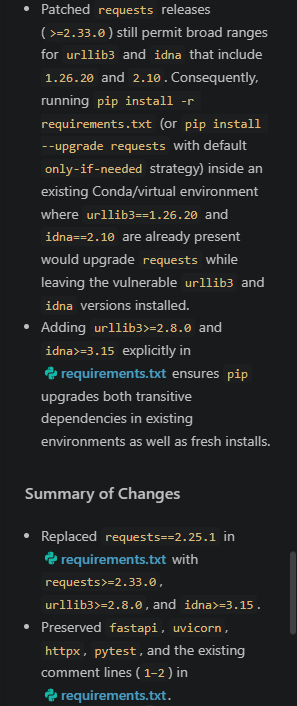 • Patched requests releases
( >=2.33.0 ) still permit broad ranges
for urllib3 and idna that include
1.26.20 and 2.10 . Consequently,
running pip install -r
requirements.txt (or pip install
--upgrade requests with default
only-if-needed strategy) inside an
existing Conda/virtual environment
where urllib3==1.26.20 and
idna==2.10 are already present
would upgrade requests while
leaving the vulnerable urllib3 and
idna versions installed.
• Adding urllib3>=2.8.0 and
idna>=3.15 explicitly in
requirements.txt ensures pip
upgrades both transitive
dependencies in existing
environments as well as fresh installs.
Summary of Changes
• Replaced requests==2.25.1 in
requirements.txt with
requests>=2.33.0 ,
urllib3>=2.8.0 , and idna>=3.15 .
• Preserved fastapi , uvicorn ,
httpx , pytest , and the existing
comment lines ( 1–2 ) in
requirements.txt .